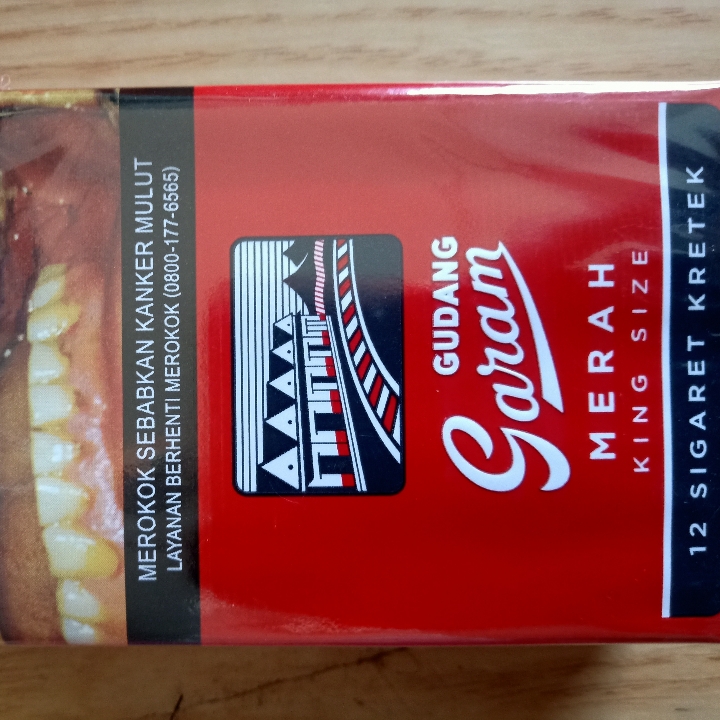 MEROKOK SEBABKAN KANKER MULUT
LAYANAN BERHENTI MEROKOK (0800-177-6565)
GUDANG
Garam
MERAH
KING SIZE
12 SIGARET KRETEK